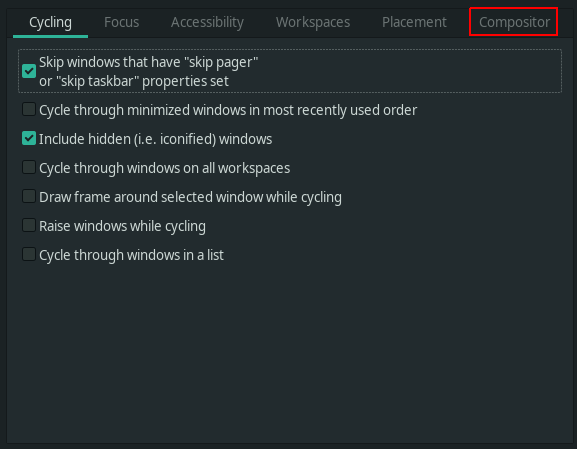 Cycling Focus Accessibility Workspaces Placement Compositor
Skip windows that have "skip pager"
or "skip taskbar" properties set
Cycle through minimized windows in most recently used order
Include hidden (i.e. iconified) windows
Cycle through windows on all workspaces
Draw frame around selected window while cycling
Raise windows while cycling
Cycle through windows in a list